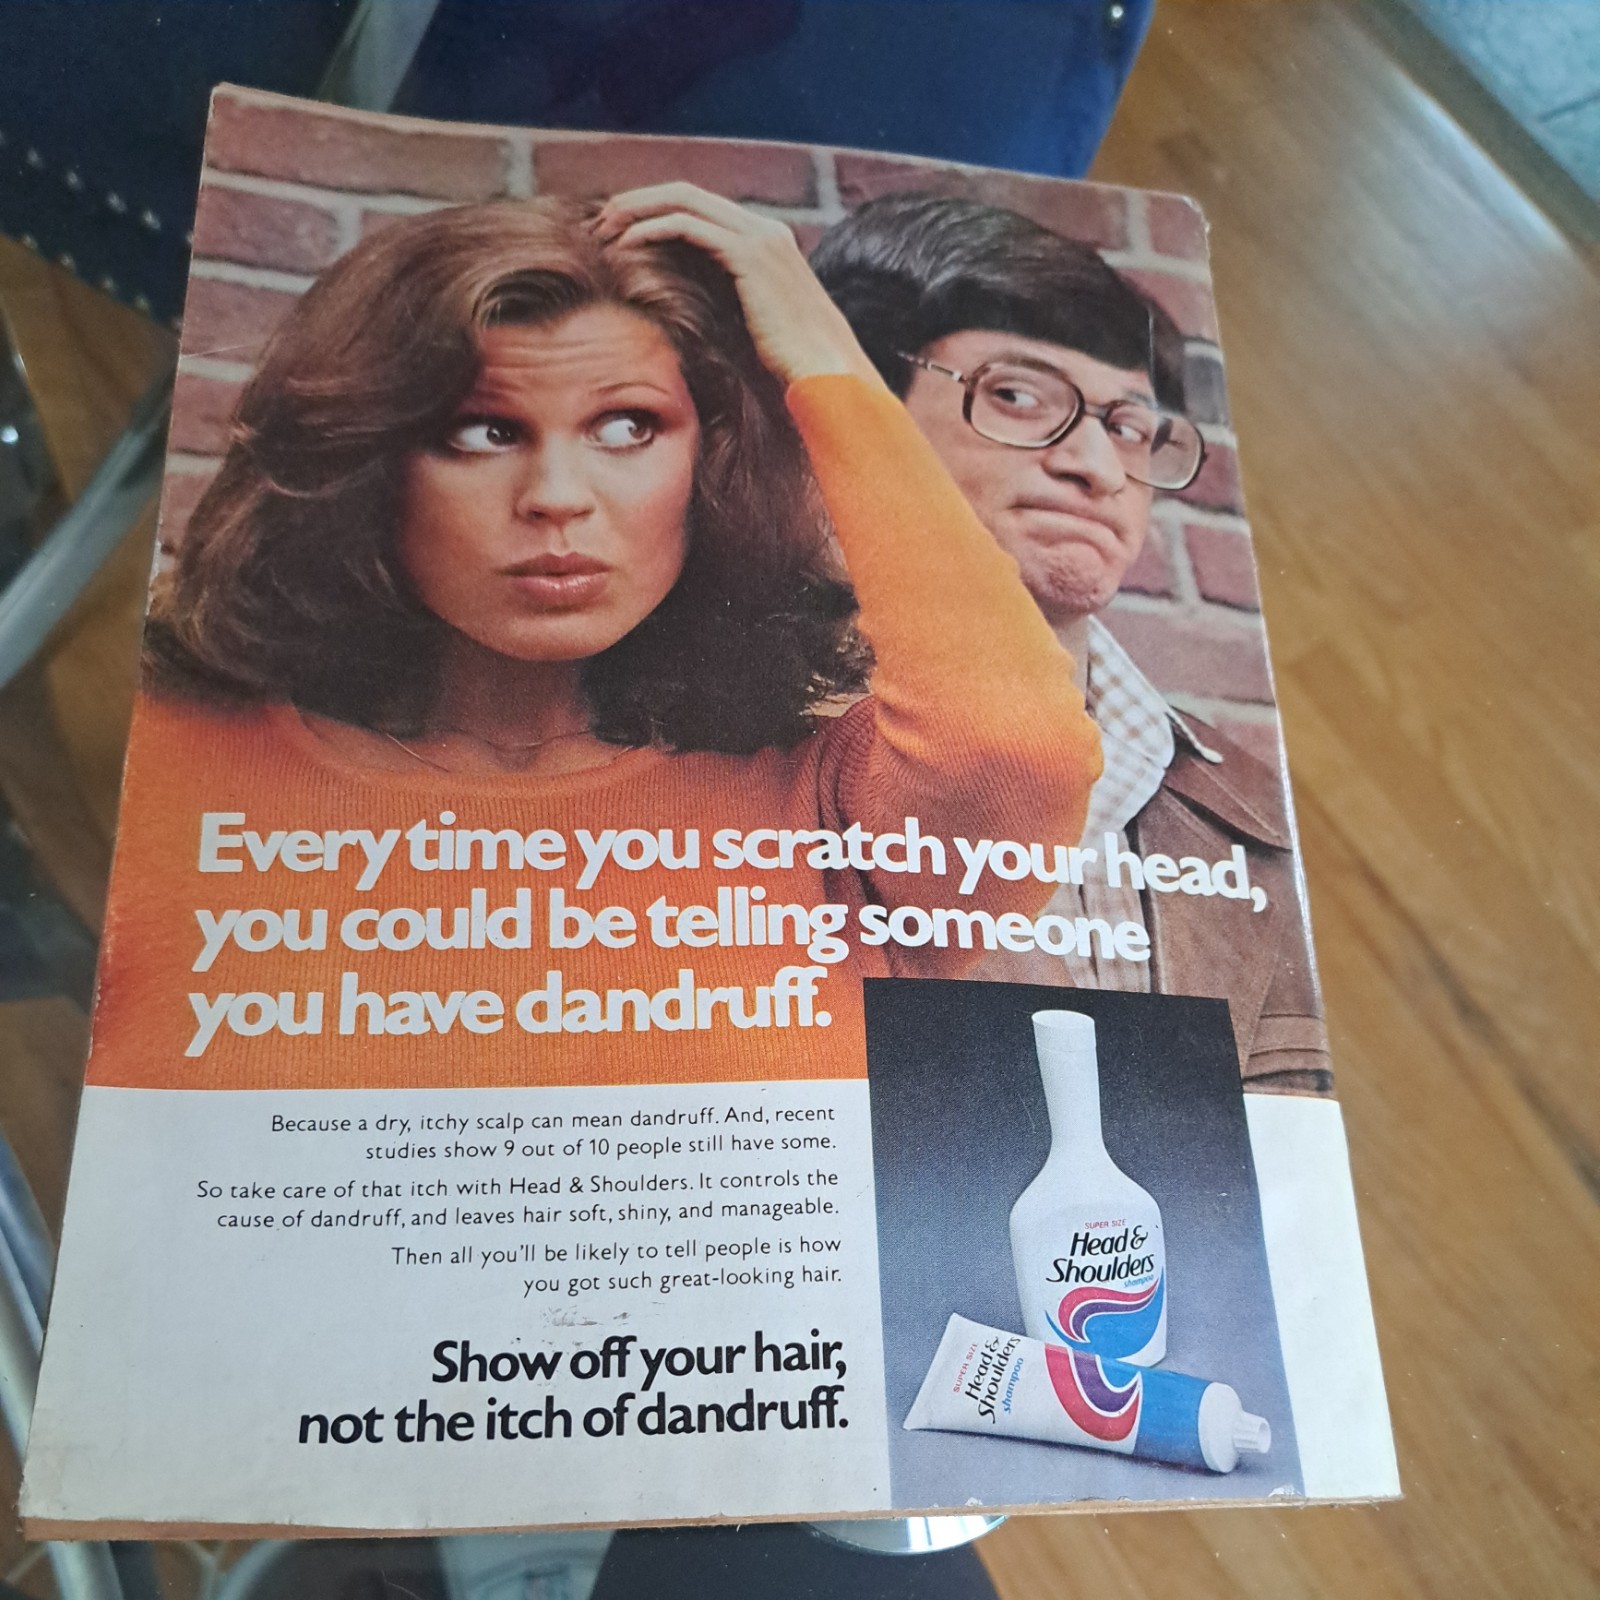 Every time you scratch your head,
you could be telling someone
you have dandruff.
Because a dry, itchy scalp can mean dandruff. And, recent
studies show 9 out of 10 people still have some.
So take care of that itch with Head & Shoulders. It controls the
cause of dandruff, and leaves hair soft, shiny, and manageable.
Then all you'll be likely to tell people is how
you got such great-looking hair.
Show off your hair,
not the itch of dandruff.
SUPER SIZE
Head &
Shoulders
shampoo
SUPER SIZE
Head &
Shoulders
shampoo